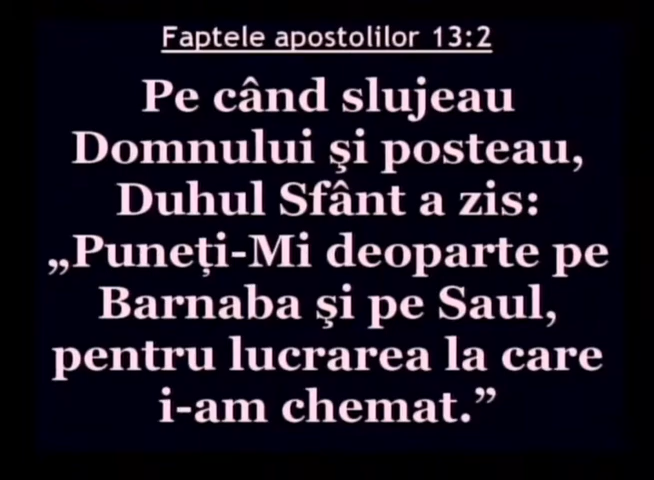 Faptele apostolilor 13:2
Pe când slujeau
Domnului şi posteau,
Duhul Sfânt a zis:
„Puneți-Mi deoparte pe
Barnaba şi pe Saul,
pentru lucrarea la care
i-am chemat.”